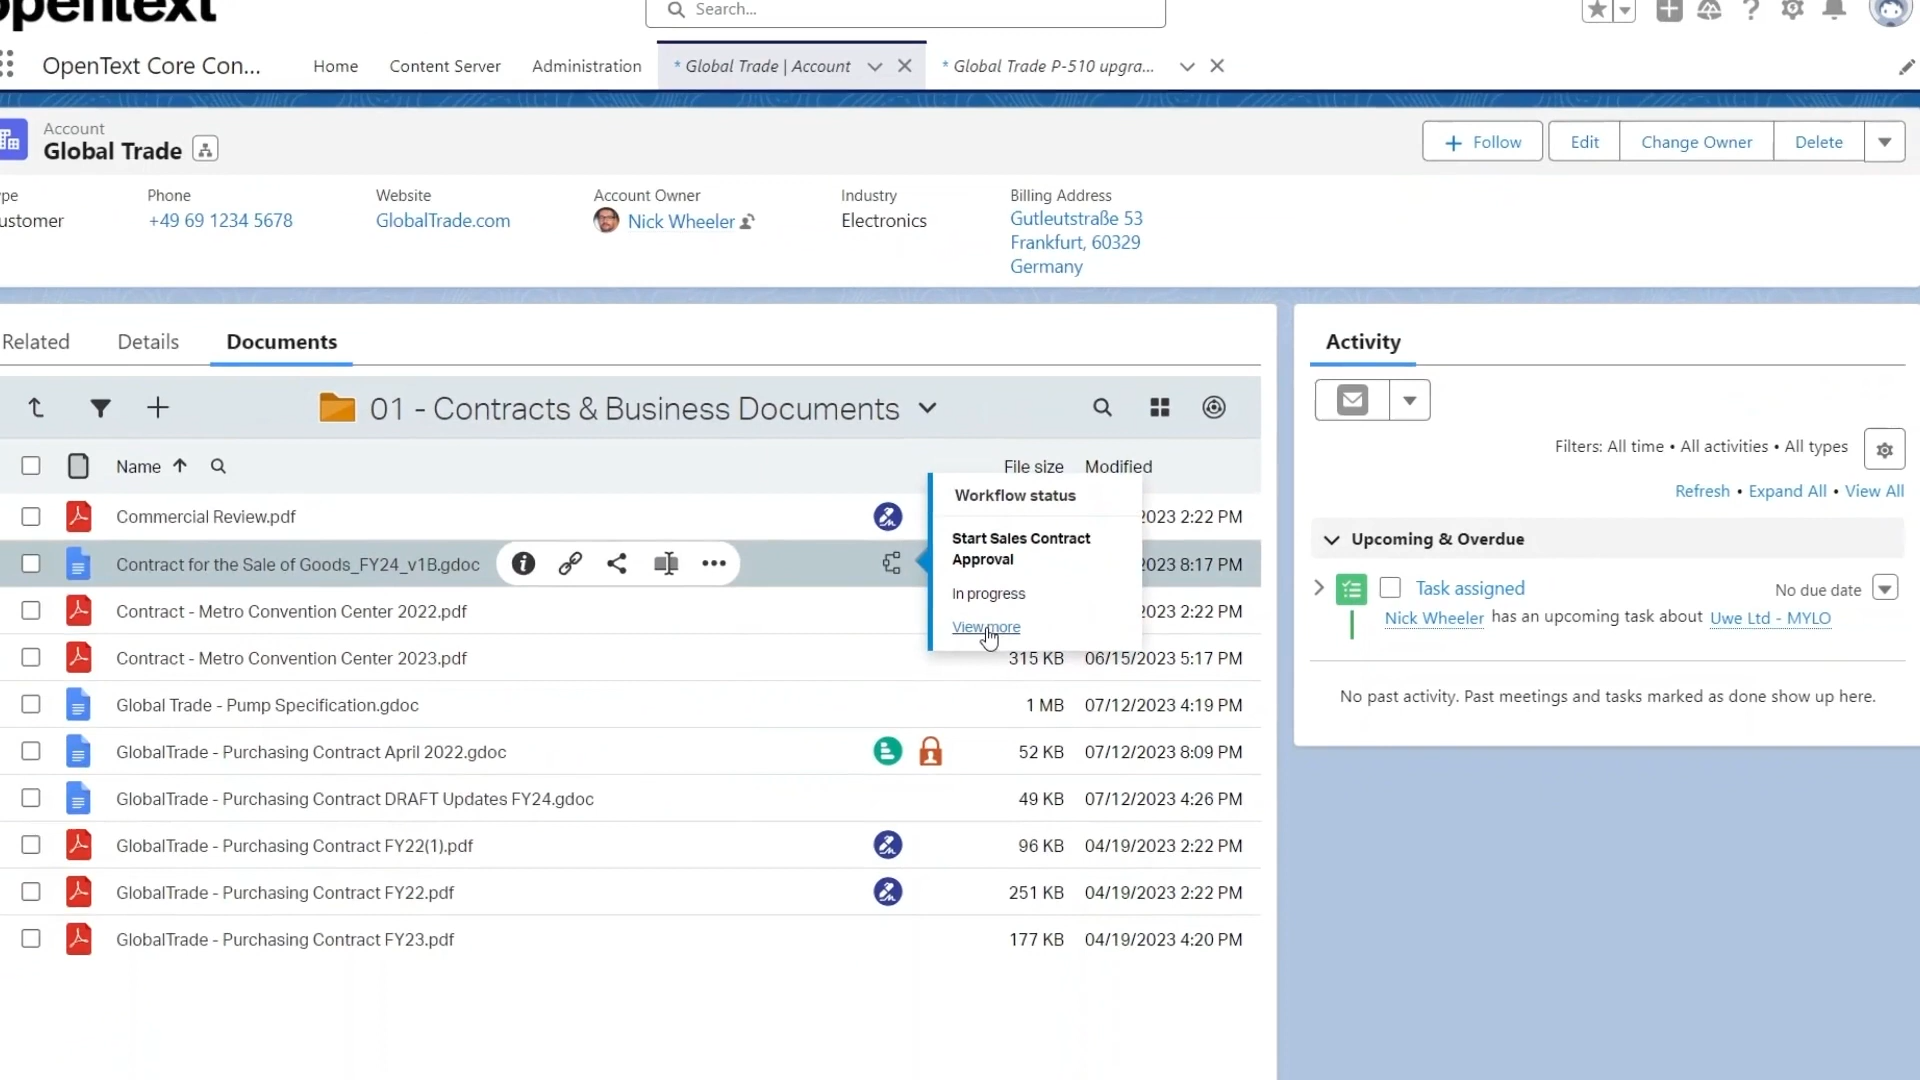 opentext
Search...
OpenText Core Con...
Home
Content Server
Administration
* Global Trade | Account
* Global Trade P-510 upgra...
Account
Global Trade
Follow
Edit
Change Owner
Delete
Phone
Website
Account Owner
Industry
Billing Address
+49 69 1234 5678
GlobalTrade.com
Nick Wheeler
Electronics
Gutleutstraße 53
Frankfurt, 60329
Germany
Related
Details
Documents
01 - Contracts & Business Documents
Name
File size
Modified
Commercial Review.pdf
2023 2:22 PM
Contract for the Sale of Goods_FY24_v1B.gdoc
2023 8:17 PM
Contract - Metro Convention Center 2022.pdf
2023 2:22 PM
Contract - Metro Convention Center 2023.pdf
315 KB
06/15/2023 5:17 PM
Global Trade - Pump Specification.gdoc
1 MB
07/12/2023 4:19 PM
GlobalTrade - Purchasing Contract April 2022.gdoc
52 KB
07/12/2023 8:09 PM
GlobalTrade - Purchasing Contract DRAFT Updates FY24.gdoc
49 KB
07/12/2023 4:26 PM
GlobalTrade - Purchasing Contract FY22(1).pdf
96 KB
04/19/2023 2:22 PM
GlobalTrade - Purchasing Contract FY22.pdf
251 KB
04/19/2023 2:22 PM
GlobalTrade - Purchasing Contract FY23.pdf
177 KB
04/19/2023 4:20 PM
Workflow status
Start Sales Contract
Approval
In progress
View more
Activity
Filters: All time • All activities • All types
Refresh • Expand All • View All
Upcoming & Overdue
Task assigned
No due date
Nick Wheeler has an upcoming task about Uwe Ltd - MYLO
No past activity. Past meetings and tasks marked as done show up here.